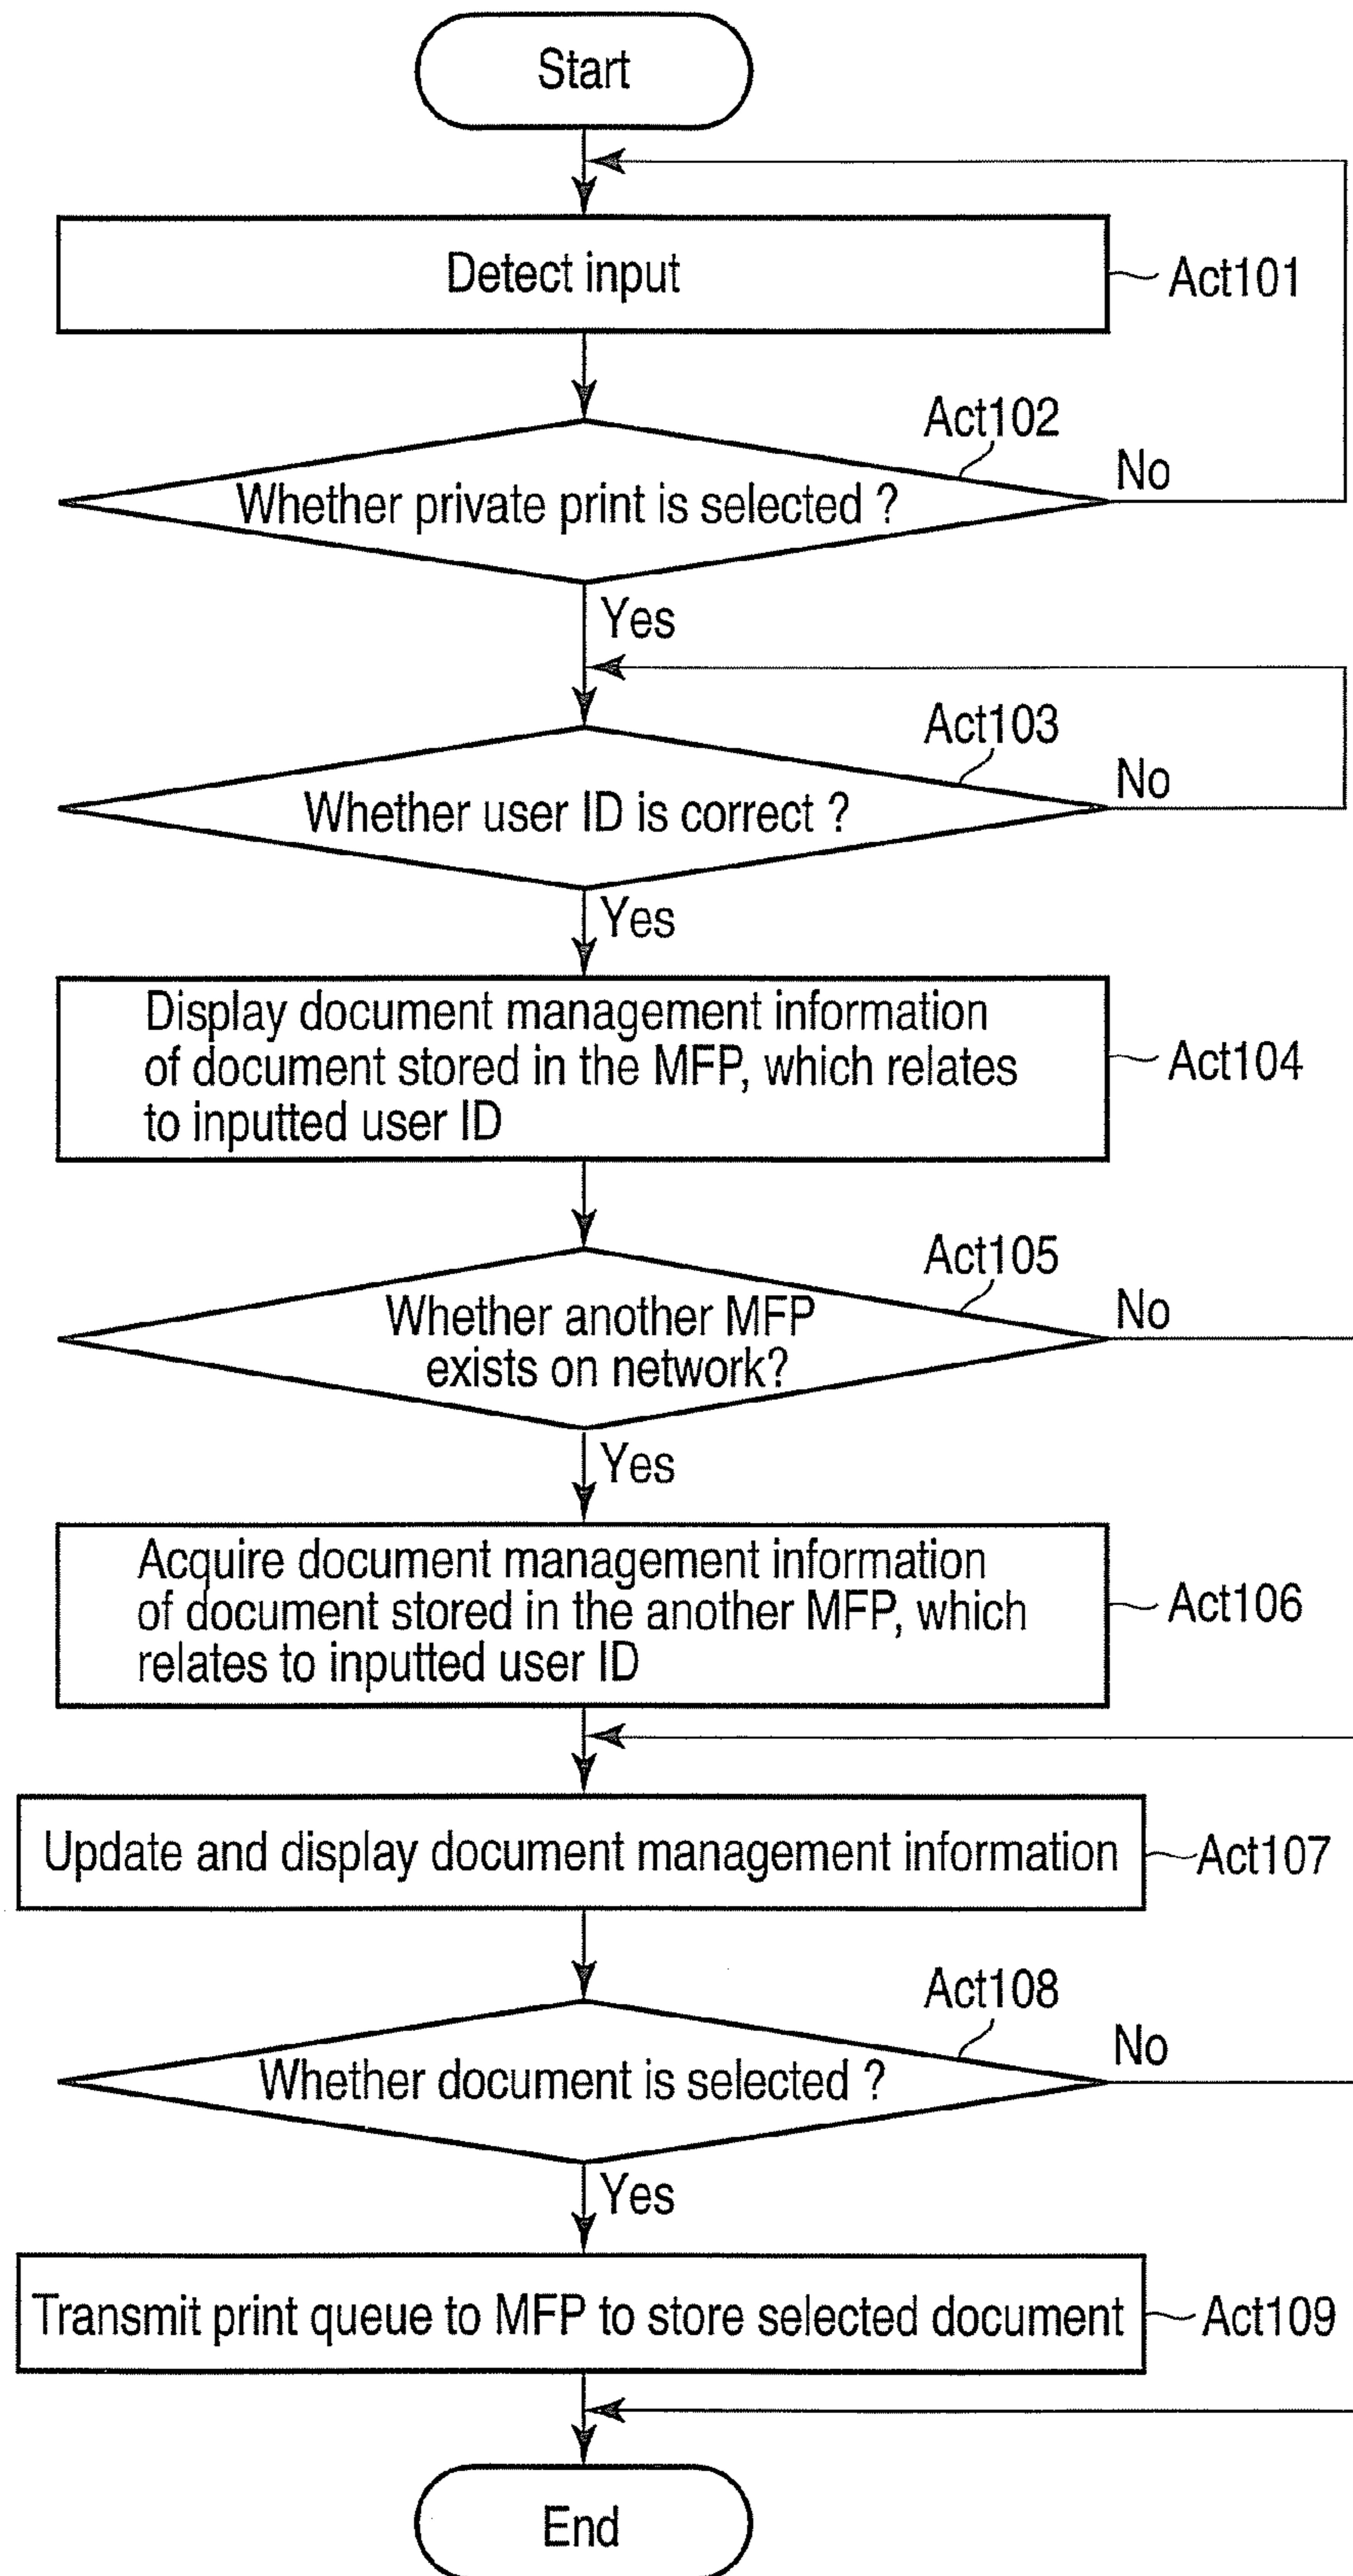 Start
Detect input
Act101
Act102
Whether private print is selected ?
No
Yes
Act103
Whether user ID is correct ?
No
Yes
Display document management information
of document stored in the MFP, which relates
to inputted user ID
Act104
Act105
Whether another MFP
exists on network?
No
Yes
Acquire document management information
of document stored in the another MFP, which
relates to inputted user ID
Act106
Update and display document management information
Act107
Act108
Whether document is selected ?
No
Yes
Transmit print queue to MFP to store selected document
Act109
End